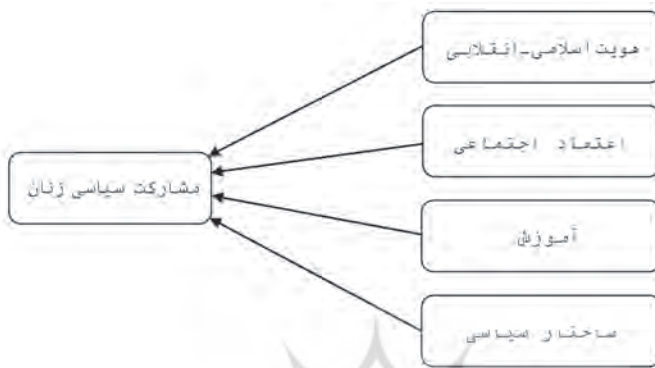 هویت اسلامی-انقلابی
اعتماد اجتماعی
مشارکت سیاسی زنان
آموزش
ساختار سیاسی